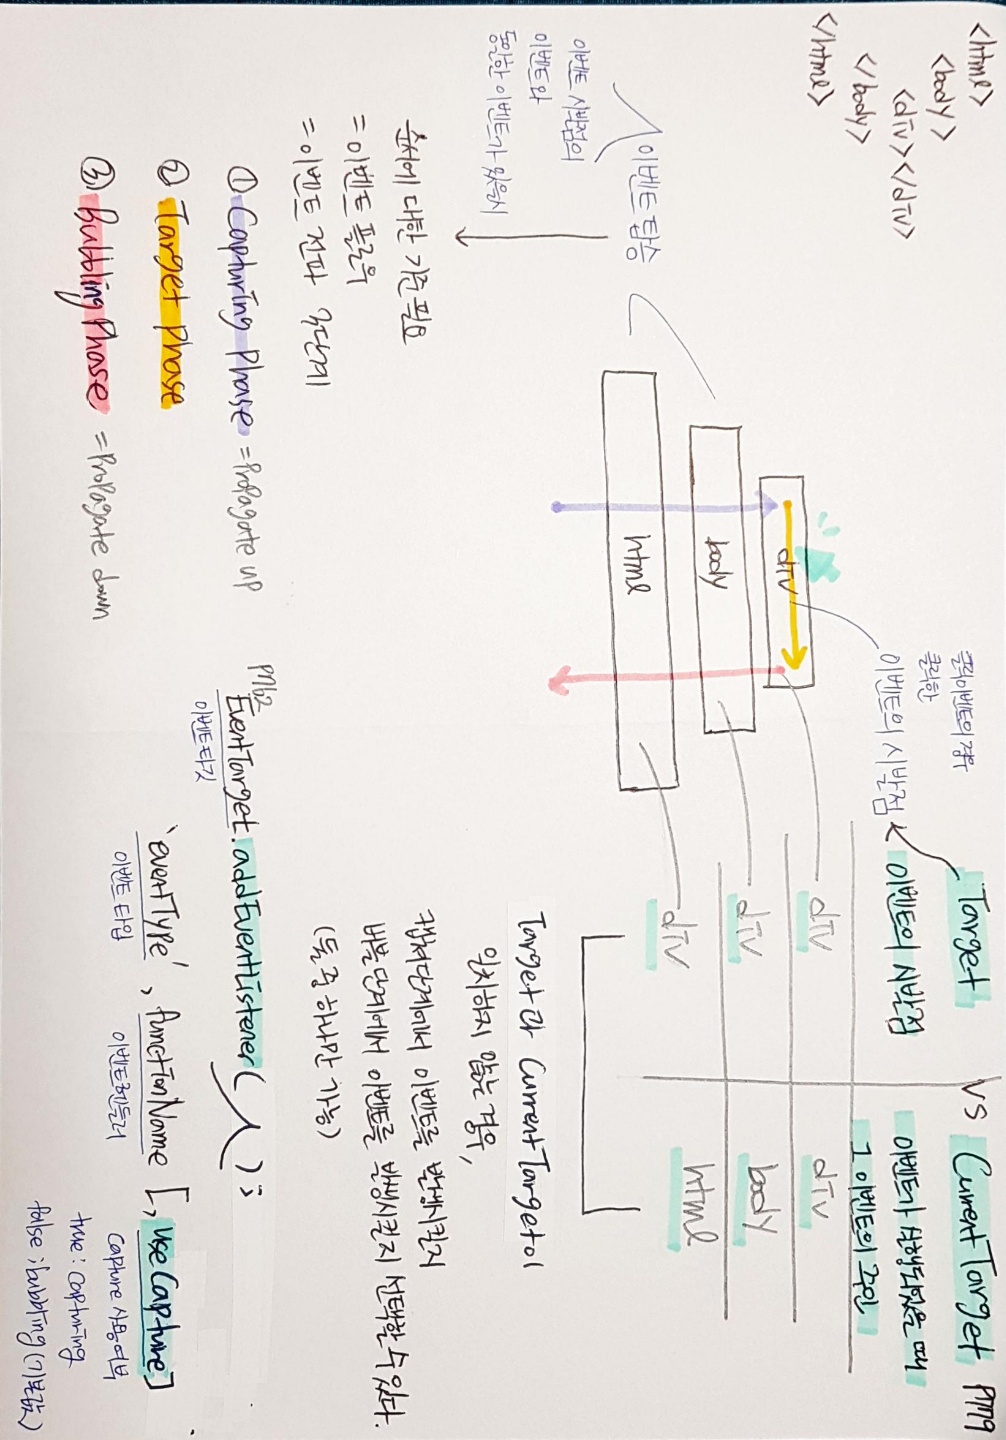 <html>
<body>
<div></div>
</body>
</html>
클릭이벤트의 경우
클릭한
이벤트의 시발점
Target VS CurrentTarget P779
이벤트의 시발점
이벤트가 실행되었을 때
그 이벤트의 주인
div div
div body
div html
div
body
html
이벤트 탑승
이벤트 시발점의
이벤트와
동일한 이벤트가 있을시
순서에 대한 기준 필요
= 이벤트 플로우
= 이벤트 전파 3단계
① Capturing Phase = Propagate up
② Target Phase
③ Bubbling Phase = Propagate down
Target과 CurrentTarget이
일치하지 않는 경우,
캡쳐단계에서 이벤트를 발생시킬지
버블단계에서 이벤트를 발생시킬지 선택할 수 있다.
(둘 중 하나만 가능)
P762
EventTarget.addEventListener( );
이벤트타깃
'eventType', functionName [, useCapture]
이벤트 타입 이벤트핸들러 Capture 사용여부
true: Capturing
false ; bubbling (기본값)